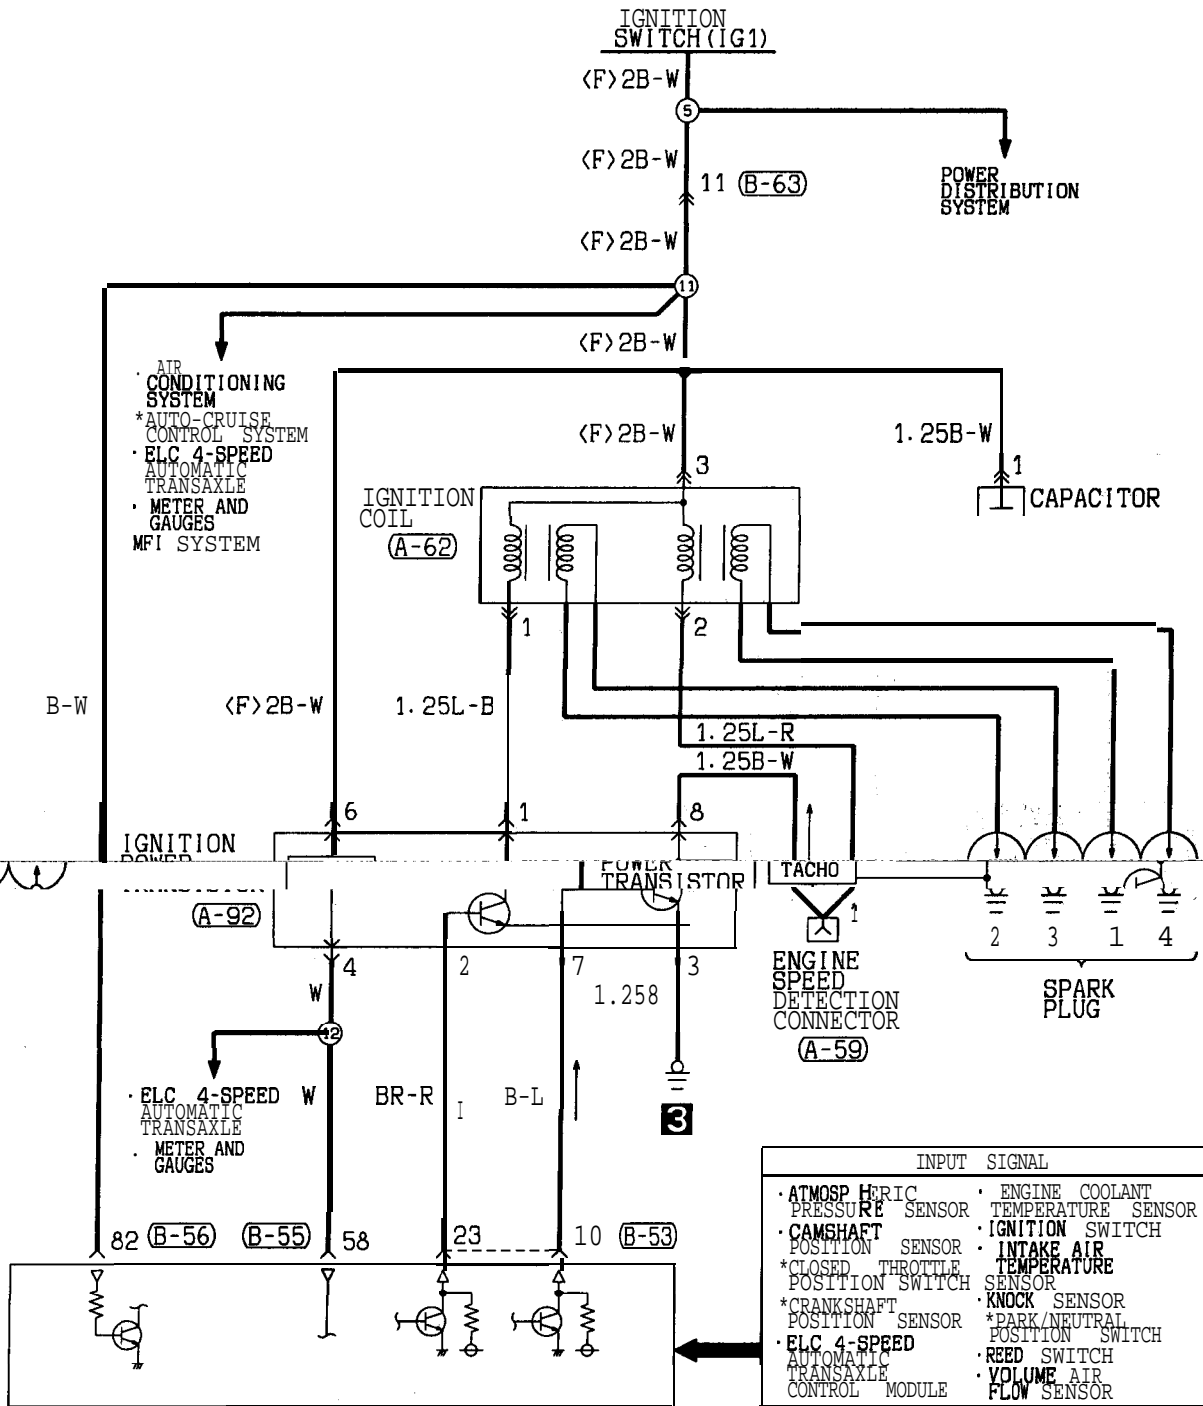 IGNITION
SWITCH(IG1)
<F>2B-W
5
<F>2B-W
11 B-63
POWER
DISTRIBUTION
SYSTEM
<F>2B-W
11
<F>2B-W
· AIR
CONDITIONING
SYSTEM
*AUTO-CRUISE
CONTROL SYSTEM
· ELC 4-SPEED
AUTOMATIC
TRANSAXLE
· METER AND
GAUGES
MFI SYSTEM
<F>2B-W
1.25B-W
3
1
IGNITION
COIL
A-62
CAPACITOR
1
2
B-W
<F>2B-W
1.25L-B
1.25L-R
1.25B-W
6
1
8
IGNITION
POWER
TRANSISTOR
POWER
TRANSISTOR
TACHO
A-92
1
2 3 1 4
4
2
7
3
SPARK
PLUG
ENGINE
SPEED
DETECTION
CONNECTOR
A-59
W
1.258
12
· ELC 4-SPEED
AUTOMATIC
TRANSAXLE
· METER AND
GAUGES
W
BR-R
I
B-L
3
82 B-56
B-55 58
23
10 B-53
INPUT SIGNAL
· ATMOSP HERIC
PRESSURE SENSOR
· CAMSHAFT
POSITION SENSOR
*CLOSED THROTTLE
POSITION SWITCH
*CRANKSHAFT
POSITION SENSOR
· ELC 4-SPEED
AUTOMATIC
TRANSAXLE
CONTROL MODULE
· ENGINE COOLANT
TEMPERATURE SENSOR
· IGNITION SWITCH
· INTAKE AIR
TEMPERATURE
SENSOR
· KNOCK SENSOR
*PARK/NEUTRAL
POSITION SWITCH
· REED SWITCH
· VOLUME AIR
FLOW SENSOR